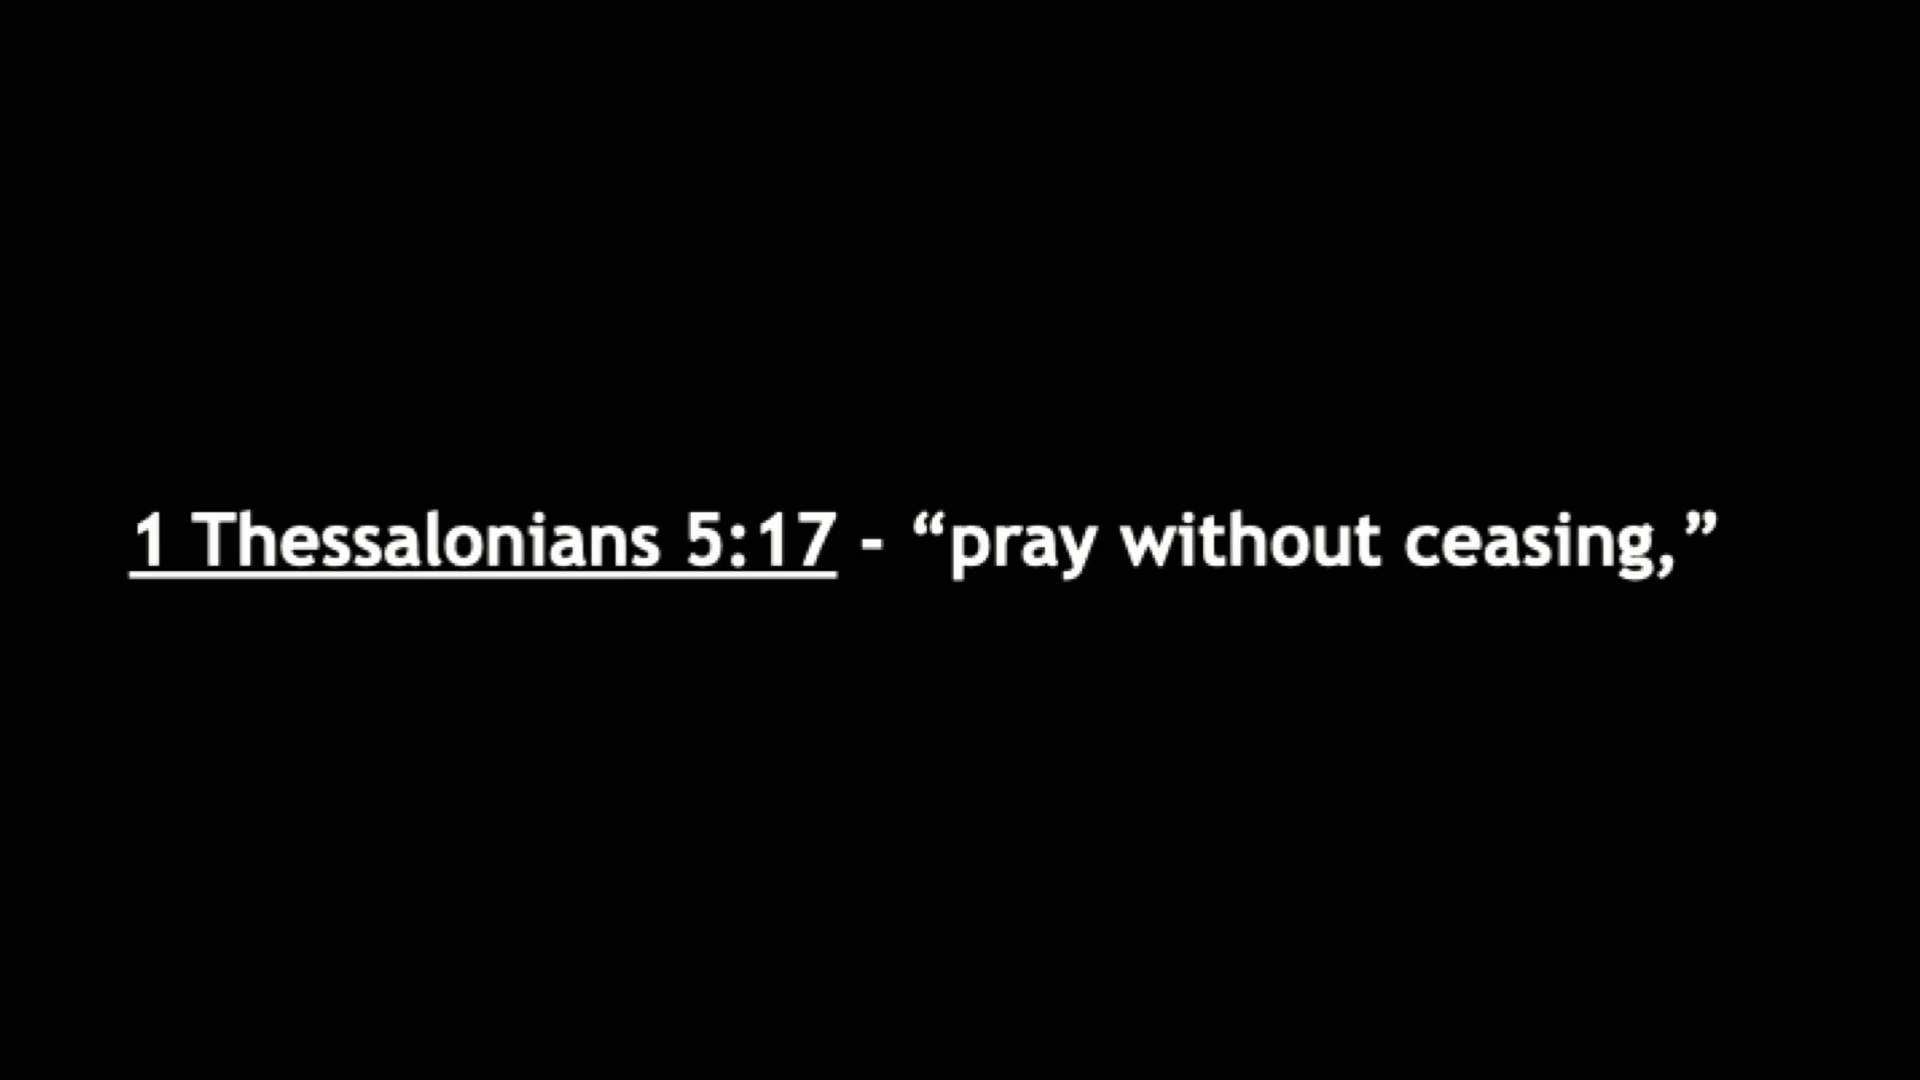 1 Thessalonians 5:17 - “pray without ceasing,”